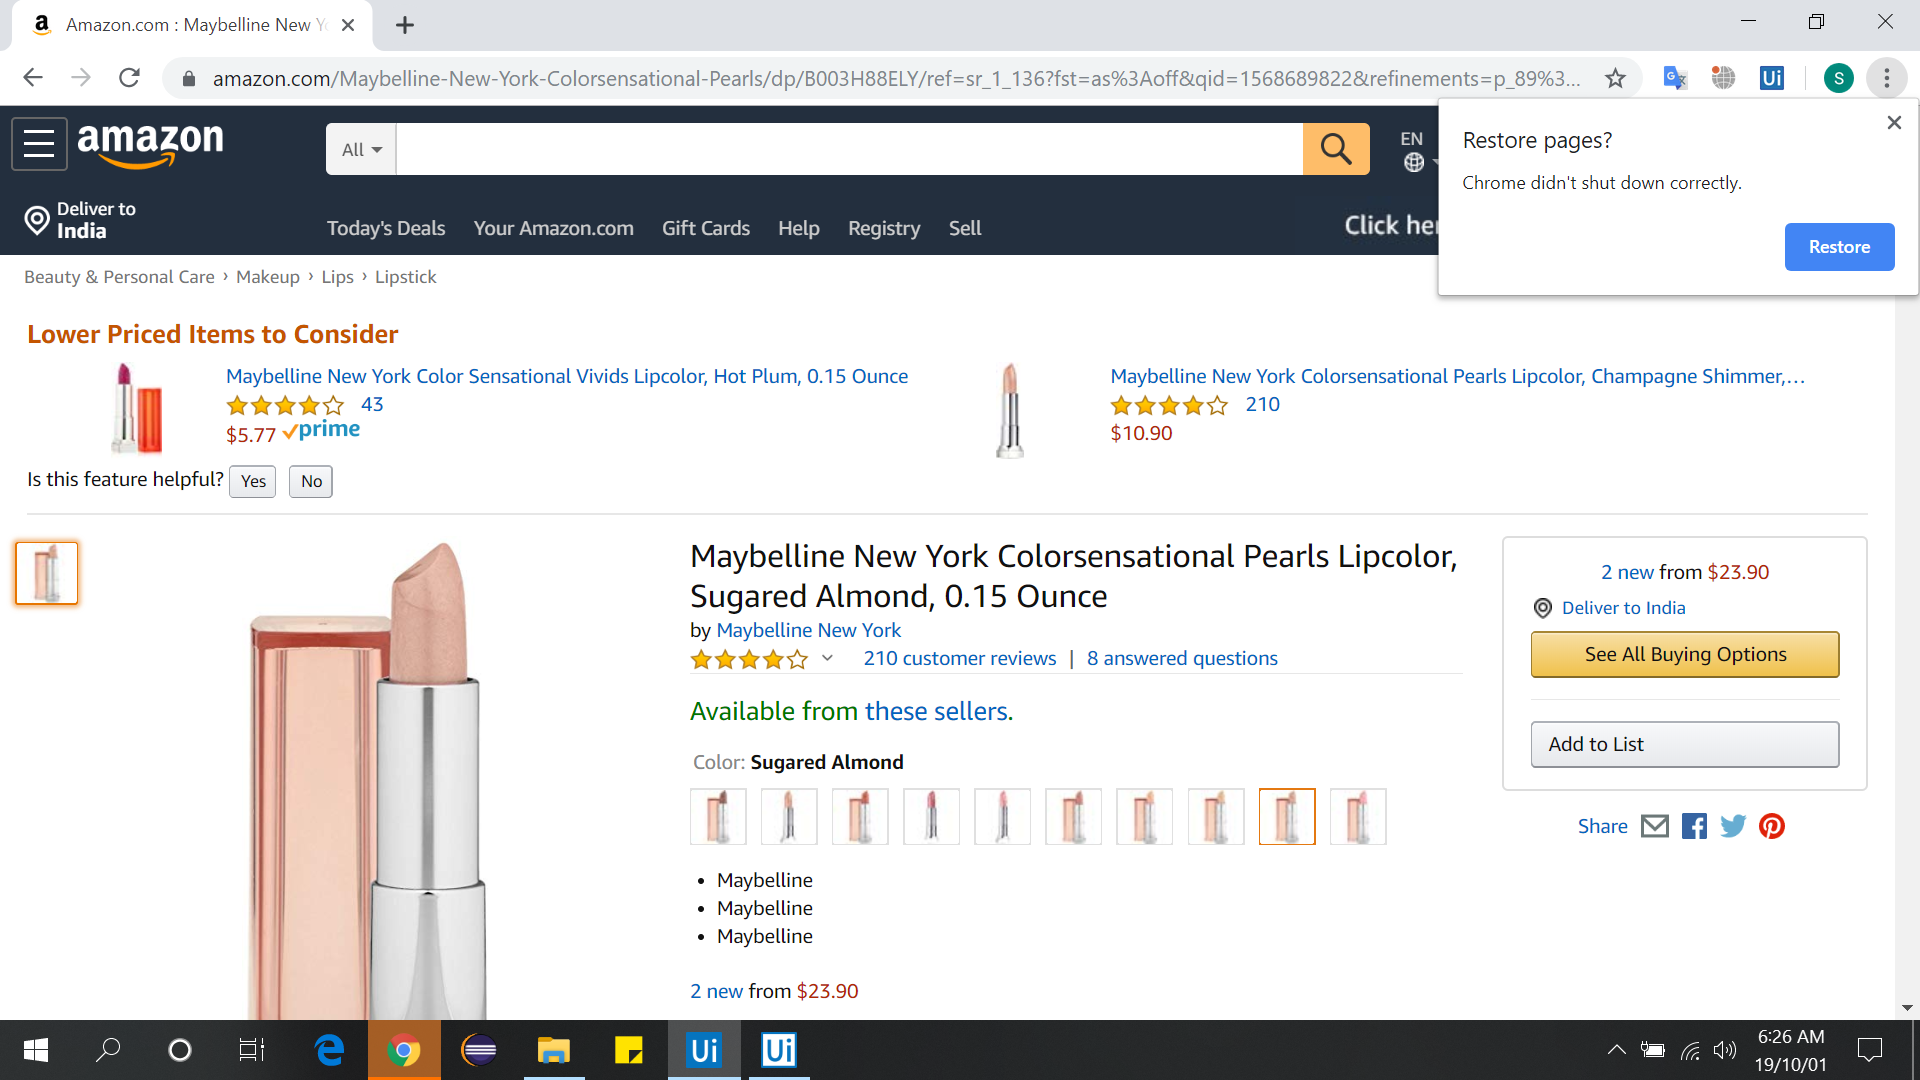 Amazon.com : Maybelline New Y
amazon.com/Maybelline-New-York-Colorsensational-Pearls/dp/B003H88ELY/ref=sr_1_136?fst=as%3Aoff&qid=1568689822&refinements=p_89%3...
Ui
S
Restore pages?
Chrome didn't shut down correctly.
Restore
amazon
All
EN
Deliver to
India
Today's Deals
Your Amazon.com
Gift Cards
Help
Registry
Sell
Click her
Beauty & Personal Care › Makeup › Lips › Lipstick
Lower Priced Items to Consider
Maybelline New York Color Sensational Vivids Lipcolor, Hot Plum, 0.15 Ounce
43
$5.77 prime
Maybelline New York Colorsensational Pearls Lipcolor, Champagne Shimmer,...
210
$10.90
Is this feature helpful? Yes No
Maybelline New York Colorsensational Pearls Lipcolor,
Sugared Almond, 0.15 Ounce
by Maybelline New York
210 customer reviews | 8 answered questions
Available from these sellers.
Color: Sugared Almond
• Maybelline
• Maybelline
• Maybelline
2 new from $23.90
2 new from $23.90
Deliver to India
See All Buying Options
Add to List
Share
Ui
Ui
6:26 AM
19/10/01